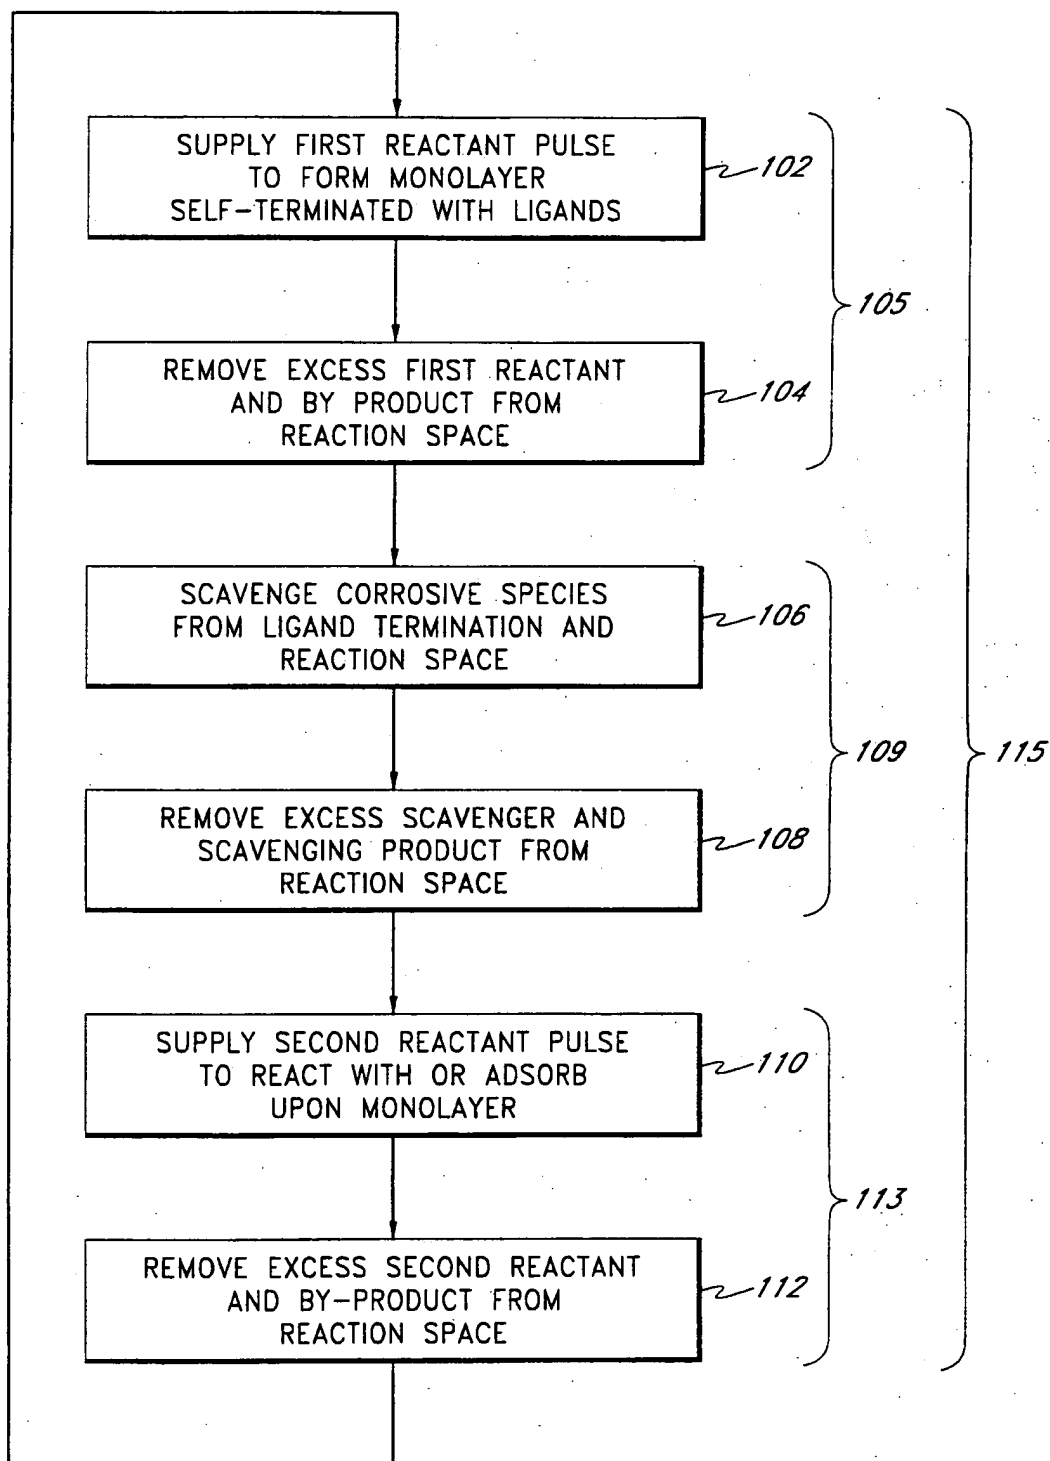 SUPPLY FIRST REACTANT PULSE
TO FORM MONOLAYER
SELF-TERMINATED WITH LIGANDS
102
105
REMOVE EXCESS FIRST REACTANT
AND BY PRODUCT FROM
REACTION SPACE
104
SCAVENGE CORROSIVE SPECIES
FROM LIGAND TERMINATION AND
REACTION SPACE
106
109
115
REMOVE EXCESS SCAVENGER AND
SCAVENGING PRODUCT FROM
REACTION SPACE
108
SUPPLY SECOND REACTANT PULSE
TO REACT WITH OR ADSORB
UPON MONOLAYER
110
113
REMOVE EXCESS SECOND REACTANT
AND BY-PRODUCT FROM
REACTION SPACE
112